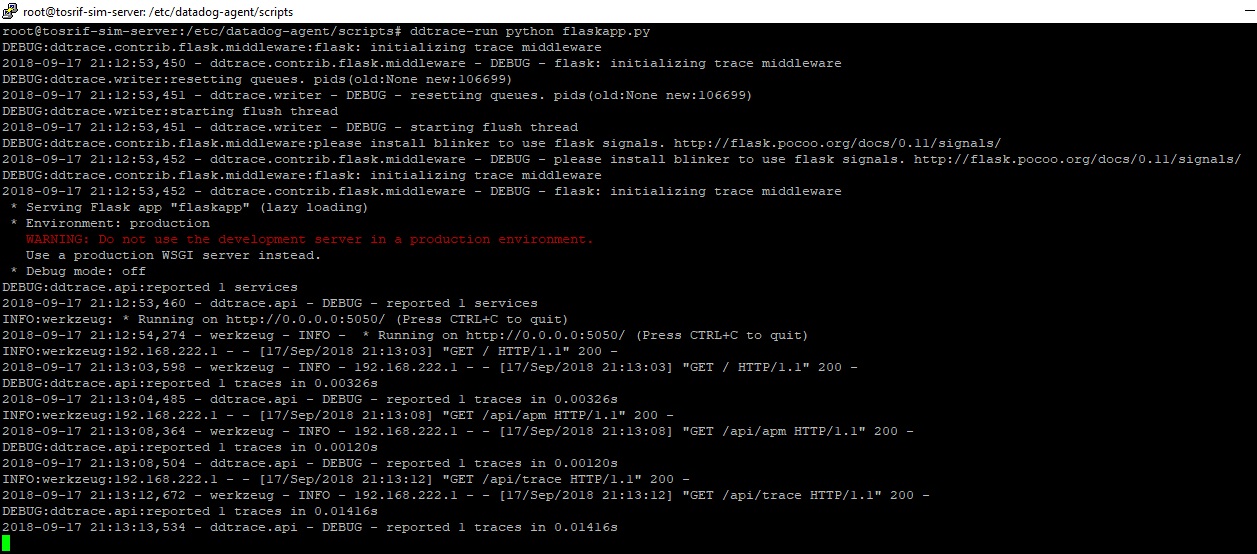 root@tosrif-sim-server: /etc/datadog-agent/scripts
root@tosrif-sim-server:/etc/datadog-agent/scripts# ddtrace-run python flaskapp.py
DEBUG:ddtrace.contrib.flask.middleware:flask: initializing trace middleware
2018-09-17 21:12:53,450 - ddtrace.contrib.flask.middleware - DEBUG - flask: initializing trace middleware
DEBUG:ddtrace.writer:resetting queues. pids(old:None new:106699)
2018-09-17 21:12:53,451 - ddtrace.writer - DEBUG - resetting queues. pids(old:None new:106699)
DEBUG:ddtrace.writer:starting flush thread
2018-09-17 21:12:53,451 - ddtrace.writer - DEBUG - starting flush thread
DEBUG:ddtrace.contrib.flask.middleware:please install blinker to use flask signals. http://flask.pocoo.org/docs/0.11/signals/
2018-09-17 21:12:53,452 - ddtrace.contrib.flask.middleware - DEBUG - please install blinker to use flask signals. http://flask.pocoo.org/docs/0.11/signals/
DEBUG:ddtrace.contrib.flask.middleware:flask: initializing trace middleware
2018-09-17 21:12:53,452 - ddtrace.contrib.flask.middleware - DEBUG - flask: initializing trace middleware
 * Serving Flask app "flaskapp" (lazy loading)
 * Environment: production
   WARNING: Do not use the development server in a production environment.
   Use a production WSGI server instead.
 * Debug mode: off
DEBUG:ddtrace.api:reported 1 services
2018-09-17 21:12:53,460 - ddtrace.api - DEBUG - reported 1 services
INFO:werkzeug: * Running on http://0.0.0.0:5050/ (Press CTRL+C to quit)
2018-09-17 21:12:54,274 - werkzeug - INFO -  * Running on http://0.0.0.0:5050/ (Press CTRL+C to quit)
INFO:werkzeug:192.168.222.1 - - [17/Sep/2018 21:13:03] "GET / HTTP/1.1" 200 -
2018-09-17 21:13:03,598 - werkzeug - INFO - 192.168.222.1 - - [17/Sep/2018 21:13:03] "GET / HTTP/1.1" 200 -
DEBUG:ddtrace.api:reported 1 traces in 0.00326s
2018-09-17 21:13:04,485 - ddtrace.api - DEBUG - reported 1 traces in 0.00326s
INFO:werkzeug:192.168.222.1 - - [17/Sep/2018 21:13:08] "GET /api/apm HTTP/1.1" 200 -
2018-09-17 21:13:08,364 - werkzeug - INFO - 192.168.222.1 - - [17/Sep/2018 21:13:08] "GET /api/apm HTTP/1.1" 200 -
DEBUG:ddtrace.api:reported 1 traces in 0.00120s
2018-09-17 21:13:08,504 - ddtrace.api - DEBUG - reported 1 traces in 0.00120s
INFO:werkzeug:192.168.222.1 - - [17/Sep/2018 21:13:12] "GET /api/trace HTTP/1.1" 200 -
2018-09-17 21:13:12,672 - werkzeug - INFO - 192.168.222.1 - - [17/Sep/2018 21:13:12] "GET /api/trace HTTP/1.1" 200 -
DEBUG:ddtrace.api:reported 1 traces in 0.01416s
2018-09-17 21:13:13,534 - ddtrace.api - DEBUG - reported 1 traces in 0.01416s